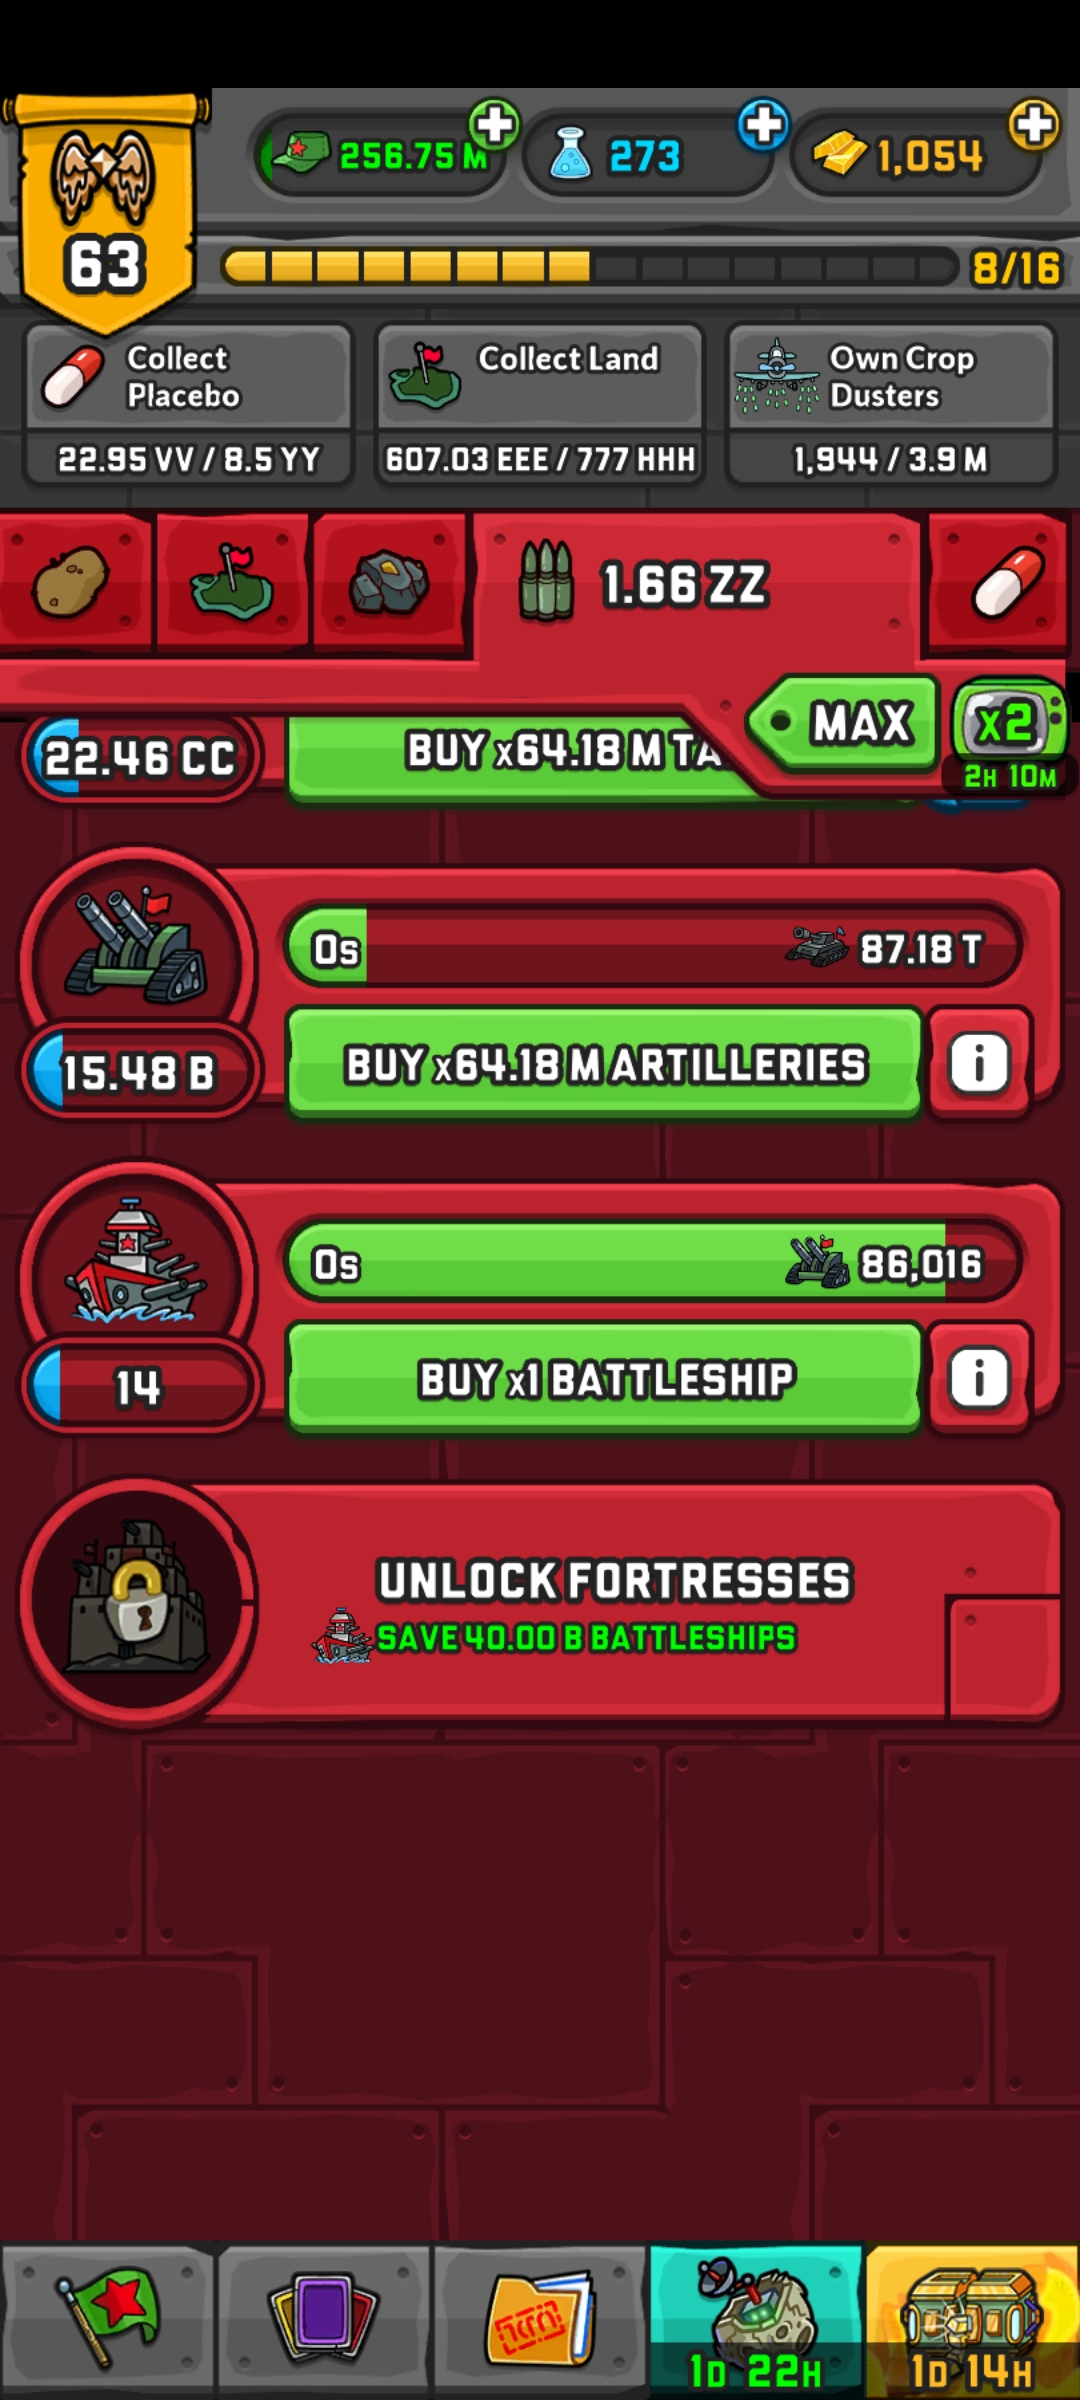 256.75 M
273
1,054
63
8/16
Collect
Placebo
22.95 VV / 8.5 YY
Collect Land
607.03 EEE / 777 HHH
Own Crop
Dusters
1,944 / 3.9 M
1.66 ZZ
MAX
x2
2H 10M
22.46 CC
BUY x64.18 M
0s
87.18 T
15.48 B
BUY x64.18 M ARTILLERIES
i
0s
86,016
14
BUY x1 BATTLESHIP
i
UNLOCK FORTRESSES
SAVE 40.00 B BATTLESHIPS
1D 22H
1D 14H